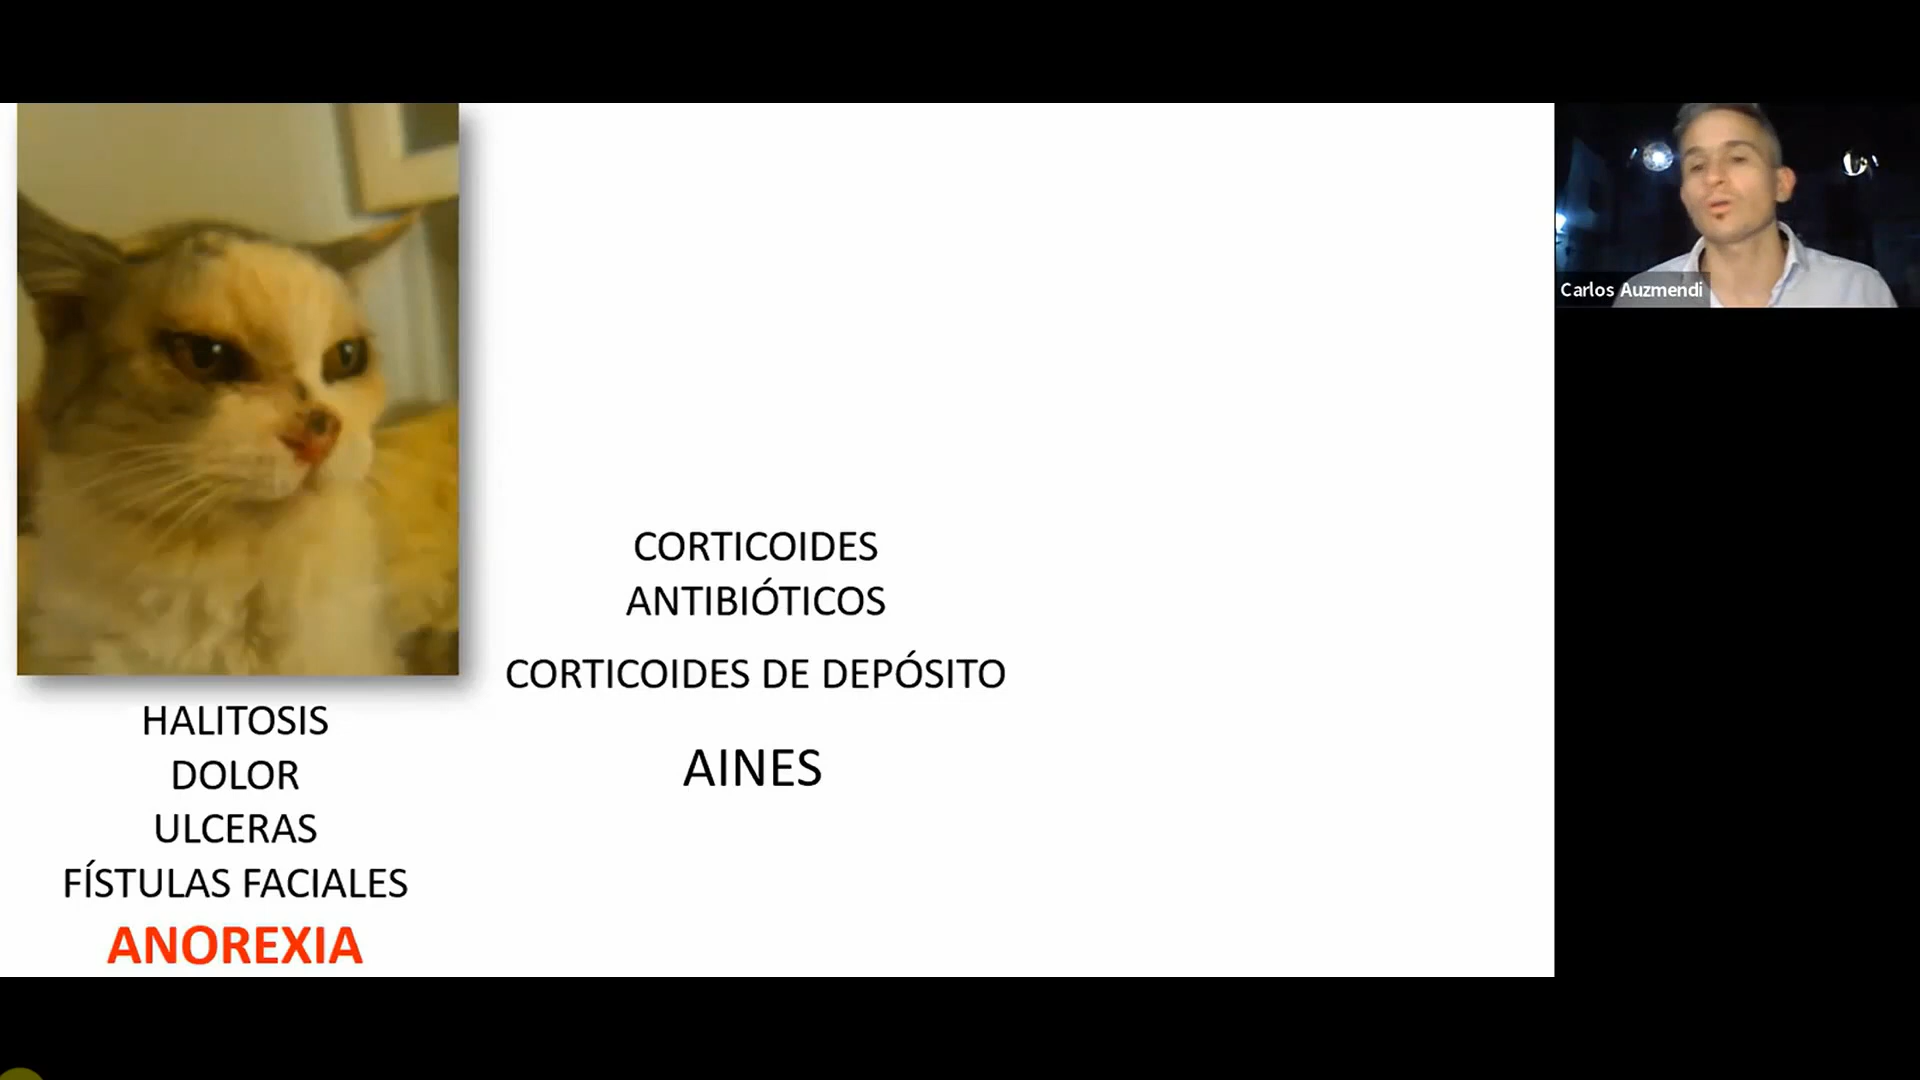 HALITOSIS
DOLOR
ULCERAS
FÍSTULAS FACIALES
ANOREXIA
CORTICOIDES
ANTIBIÓTICOS
CORTICOIDES DE DEPÓSITO
AINES
Carlos Auzmendi